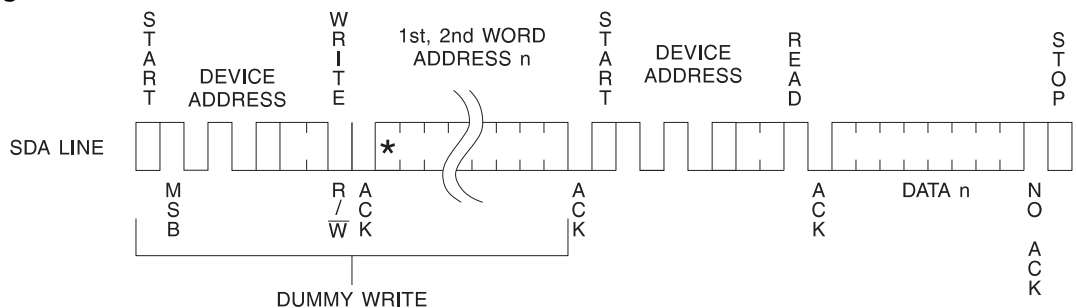 START
WRITE
1st, 2nd WORD
ADDRESS n
START
READ
STOP
DEVICE
ADDRESS
DEVICE
ADDRESS
SDA LINE
*
MSB
R/W̅
ACK
ACK
ACK
DATA n
NO ACK
DUMMY WRITE